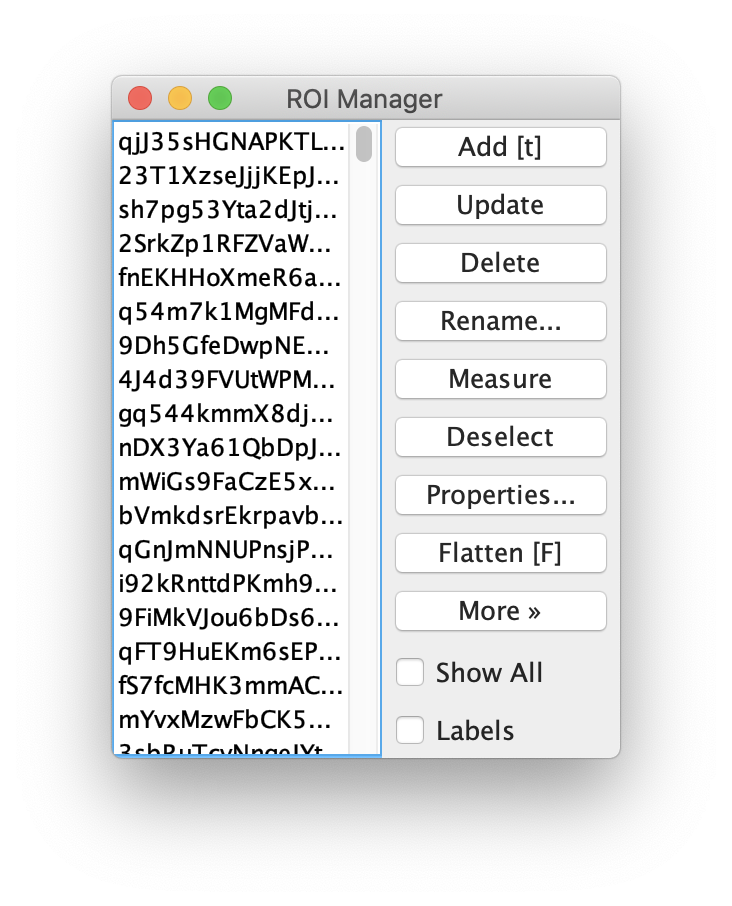 ROI Manager
qjJ35sHGNAPKTL...
23T1XzseJjjKEpJ...
sh7pg53Yta2dJtj...
2SrkZp1RFZVaW...
fnEKHHoXmeR6a...
q54m7k1MgMFd...
9Dh5GfeDwpNE...
4J4d39FVUtWPM...
gq544kmmX8dj...
nDX3Ya61QbDpJ...
mWiGs9FaCzE5x...
bVmkdsrEkrpavb...
qGnJmNNUPnsjP...
i92kRnttdPKmh9...
9FiMkVJou6bDs6...
qFT9HuEKm6sEP...
fS7fcMHK3mmAC...
mYvxMzwFbCK5...
Add [t]
Update
Delete
Rename...
Measure
Deselect
Properties...
Flatten [F]
More »
Show All
Labels